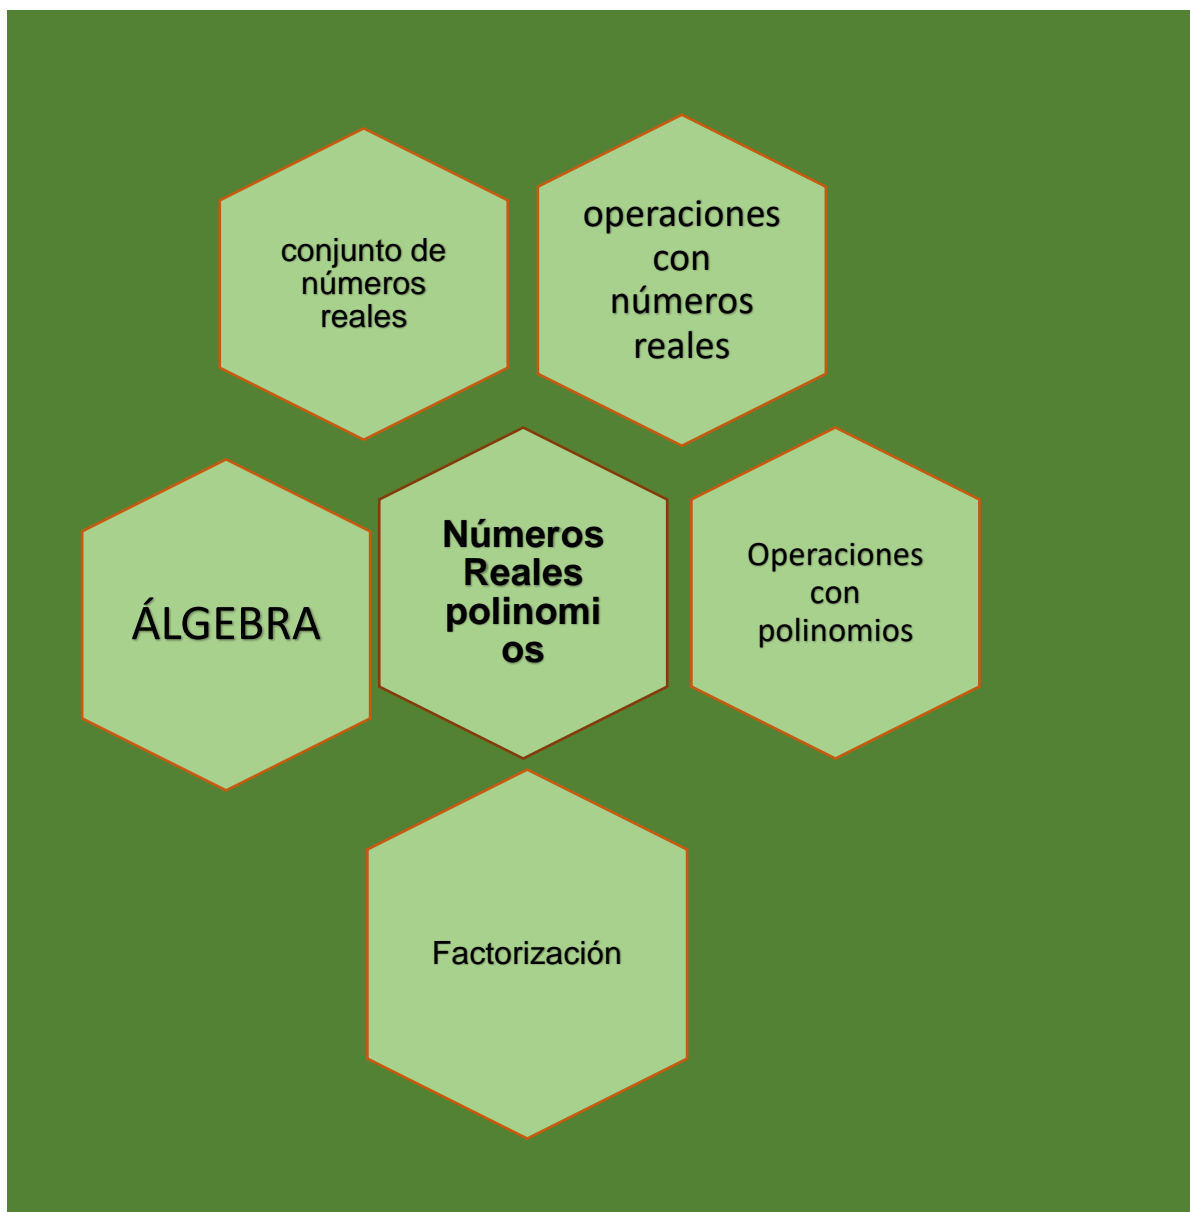 conjunto de
números
reales
operaciones
con
números
reales
ÁLGEBRA
Números
Reales
polinomi
os
Operaciones
con
polinomios
Factorización